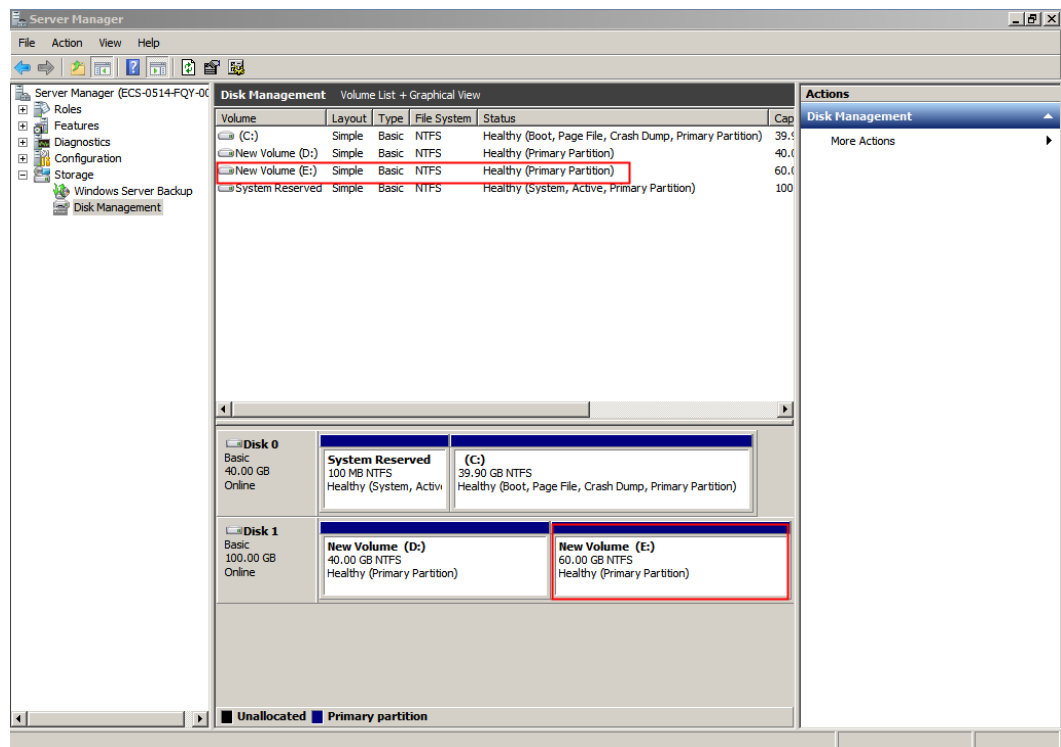 Server Manager
File Action View Help
Server Manager (ECS-0514-FQY-00
Roles
Features
Diagnostics
Configuration
Storage
Windows Server Backup
Disk Management
Disk Management Volume List + Graphical View
Volume Layout Type File System Status Cap
(C:) Simple Basic NTFS Healthy (Boot, Page File, Crash Dump, Primary Partition) 39.9
New Volume (D:) Simple Basic NTFS Healthy (Primary Partition) 40.0
New Volume (E:) Simple Basic NTFS Healthy (Primary Partition) 60.0
System Reserved Simple Basic NTFS Healthy (System, Active, Primary Partition) 100
Disk 0
Basic
40.00 GB
Online
System Reserved
100 MB NTFS
Healthy (System, Activ
(C:)
39.90 GB NTFS
Healthy (Boot, Page File, Crash Dump, Primary Partition)
Disk 1
Basic
100.00 GB
Online
New Volume (D:)
40.00 GB NTFS
Healthy (Primary Partition)
New Volume (E:)
60.00 GB NTFS
Healthy (Primary Partition)
Unallocated Primary partition
Actions
Disk Management
More Actions